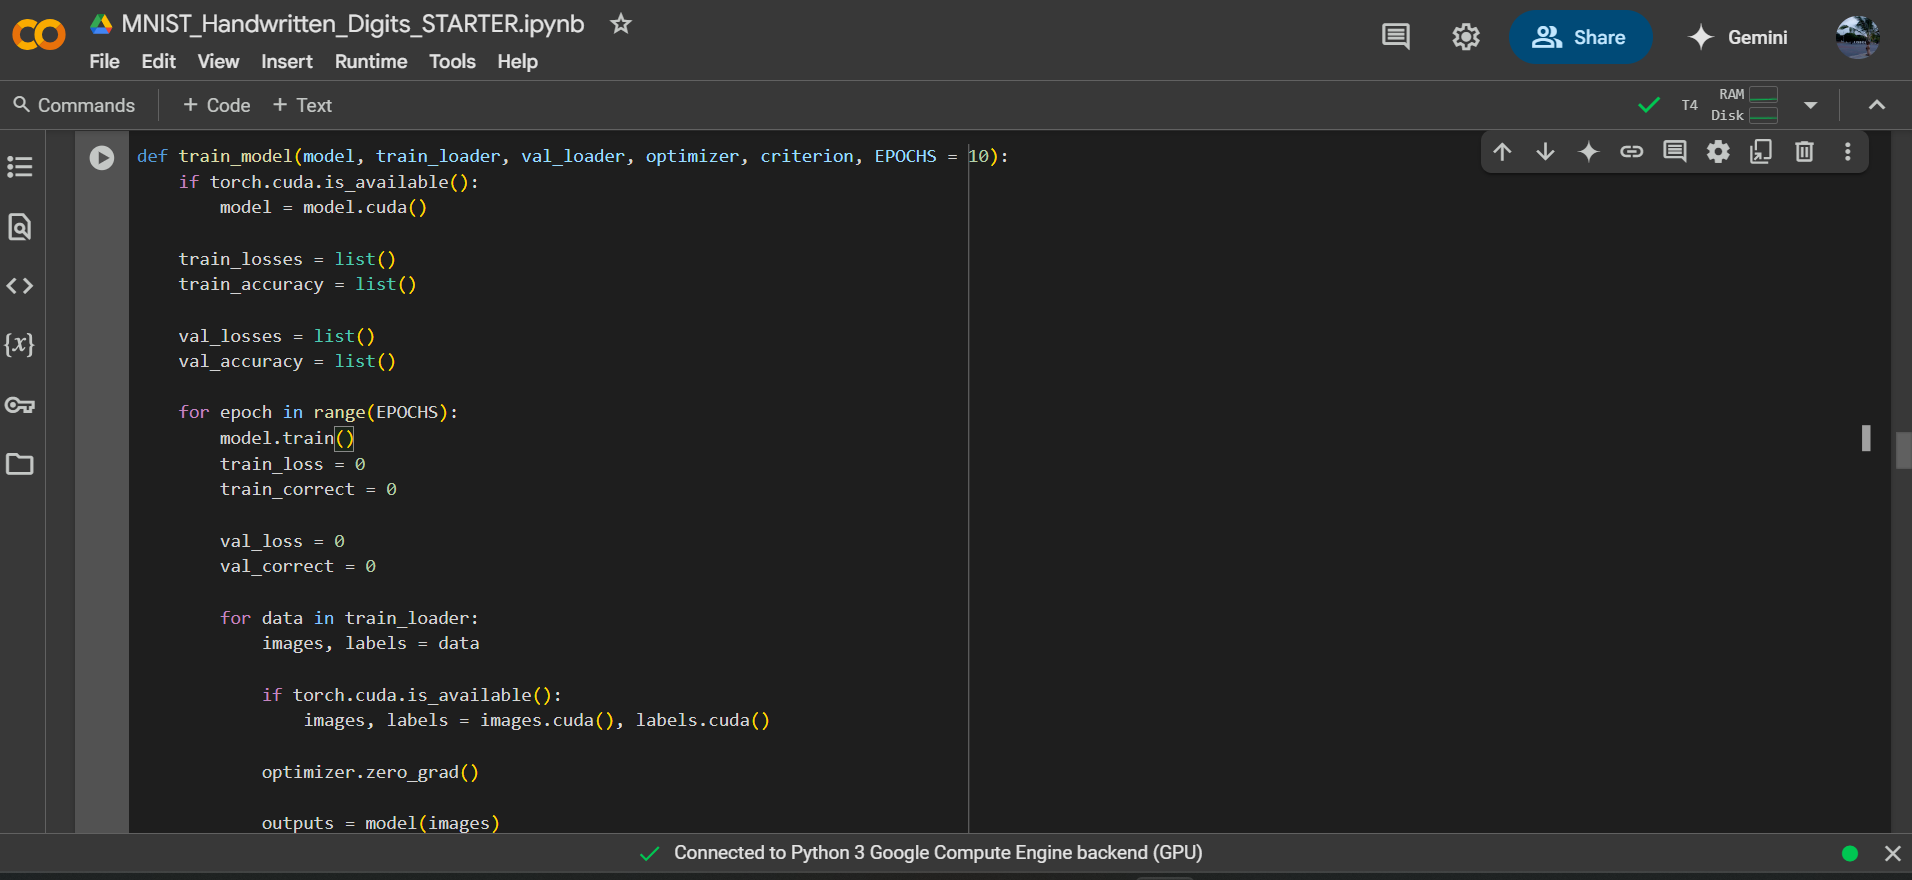 MNIST_Handwritten_Digits_STARTER.ipynb
Share
Gemini
File Edit View Insert Runtime Tools Help
Commands + Code + Text
T4 RAM
Disk
def train_model(model, train_loader, val_loader, optimizer, criterion, EPOCHS = 10):
    if torch.cuda.is_available():
        model = model.cuda()
    train_losses = list()
    train_accuracy = list()
    val_losses = list()
    val_accuracy = list()
    for epoch in range(EPOCHS):
        model.train()
        train_loss = 0
        train_correct = 0
        val_loss = 0
        val_correct = 0
        for data in train_loader:
            images, labels = data
            if torch.cuda.is_available():
                images, labels = images.cuda(), labels.cuda()
            optimizer.zero_grad()
            outputs = model(images)
{x}
Connected to Python 3 Google Compute Engine backend (GPU)